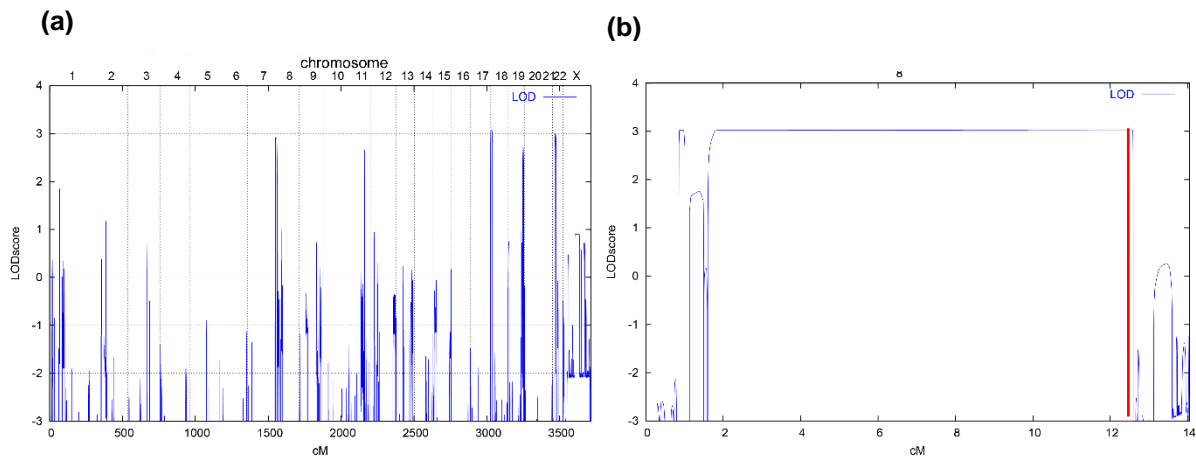 (a)
chromosome
1 2 3 4 5 6 7 8 9 10 11 12 13 14 15 16 17 18 19 20 21 22 X
LOD
4
3
2
1
0
-1
-2
-3
LODscore
0 500 1000 1500 2000 2500 3000 3500
cM
(b)
8
LOD
4
3
2
1
0
-1
-2
-3
LODscore
0 2 4 6 8 10 12 14
cM